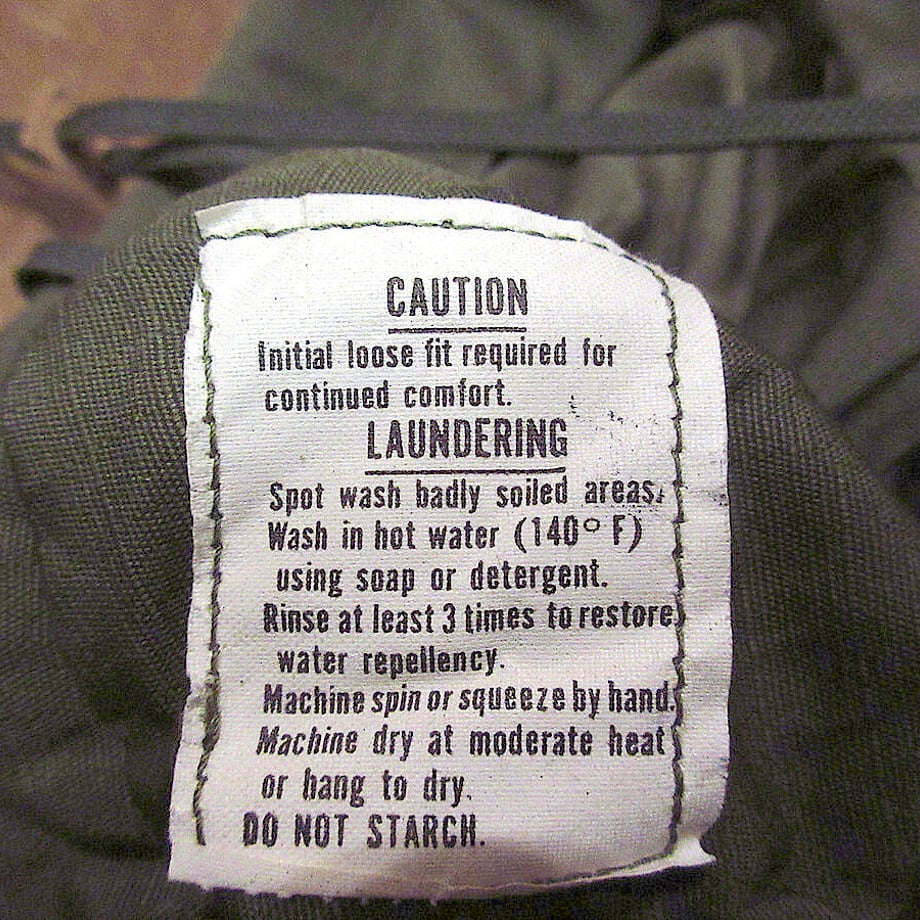 CAUTION
Initial loose fit required for
continued comfort.
LAUNDERING
Spot wash badly soiled areas.
Wash in hot water (140° F)
using soap or detergent.
Rinse at least 3 times to restore
water repellency.
Machine spin or squeeze by hand.
Machine dry at moderate heat
or hang to dry.
DO NOT STARCH.